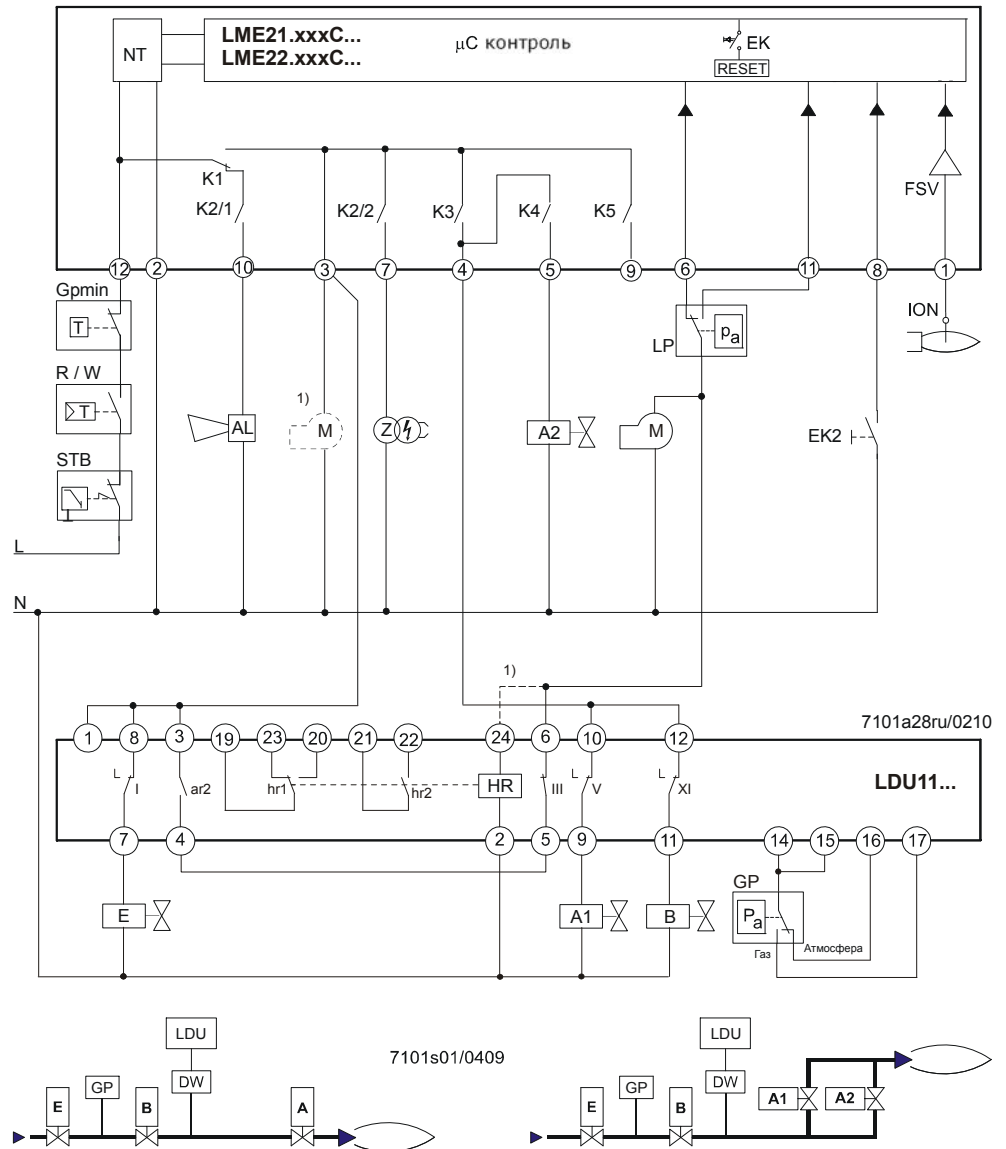 LME21.xxxC...
LME22.xxxC...
µC контроль
EK
RESET
NT
FSV
K1
K2/1
K2/2
K3
K4
K5
12
2
10
3
7
4
5
9
6
11
8
1
Gpmin
T
R / W
T
STB
L
AL
1)
M
Z
A2
LP
pa
M
ION
EK2
N
1)
7101a28ru/0210
1
8
3
19
23
20
21
22
24
6
10
12
L
I
ar2
hr1
hr2
HR
III
L
V
L
XI
LDU11...
7
4
2
5
9
11
14
15
16
17
E
A1
B
GP
Pa
Газ
Атмосфера
7101s01/0409
LDU
DW
E
GP
B
A
LDU
DW
E
GP
B
A1
A2